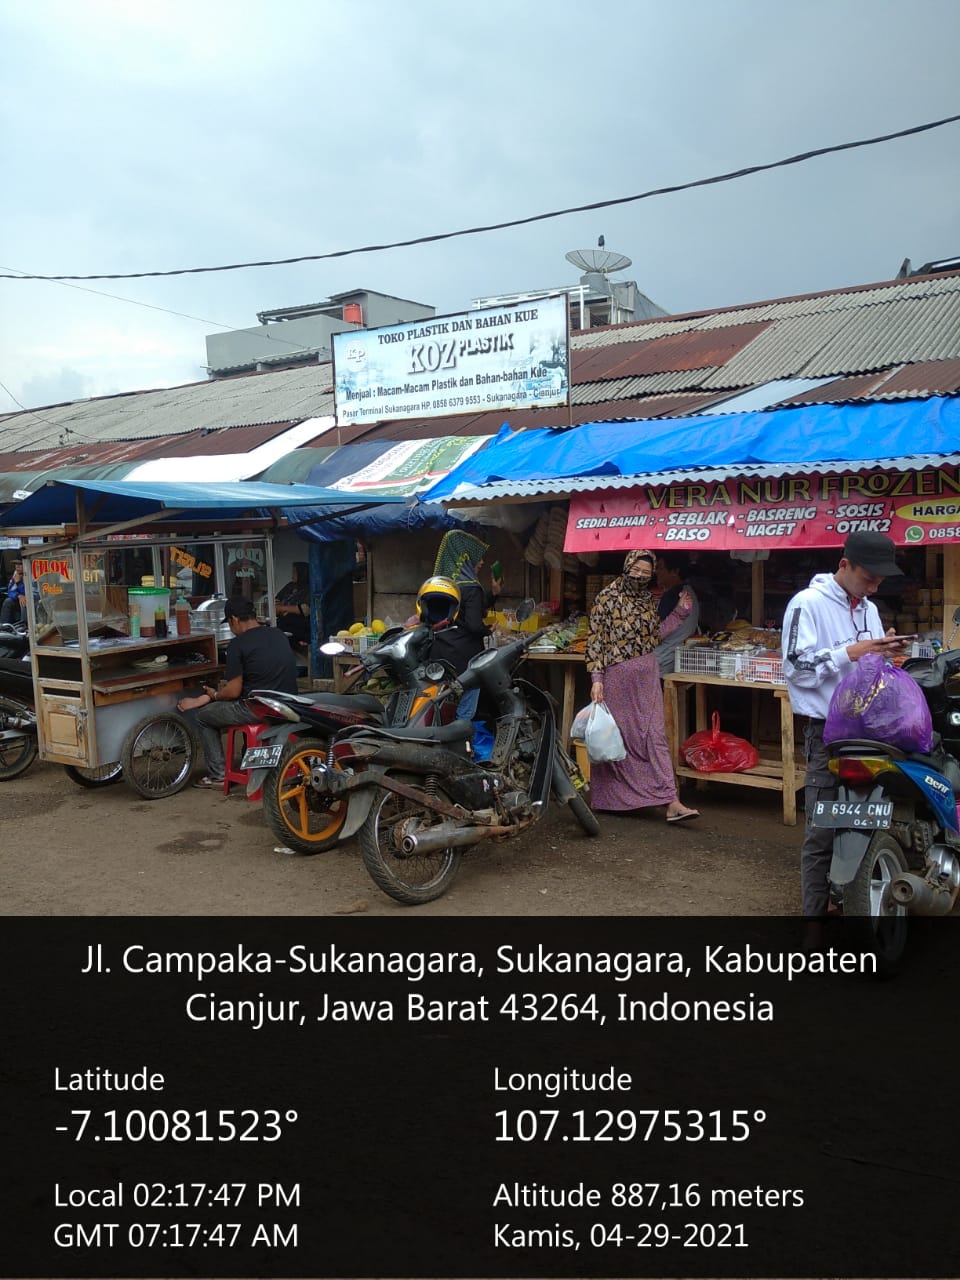 TOKO PLASTIK DAN BAHAN KUE
KP
KOZ PLASTIK
Menjual : Macam-Macam Plastik dan Bahan-bahan Kue
Pasar Terminal Sukanagara HP. 0858 6379 9553 - Sukanagara - Cianjur
VERA NUR FROZEN
SEDIA BAHAN : - SEBLAK - BASRENG - SOSIS
- BASO - NAGET - OTAK2
HARGA
0858
CILOK
B 6944 CNU
04-19
Jl. Campaka-Sukanagara, Sukanagara, Kabupaten
Cianjur, Jawa Barat 43264, Indonesia
Latitude
-7.10081523°
Longitude
107.12975315°
Local 02:17:47 PM
GMT 07:17:47 AM
Altitude 887,16 meters
Kamis, 04-29-2021